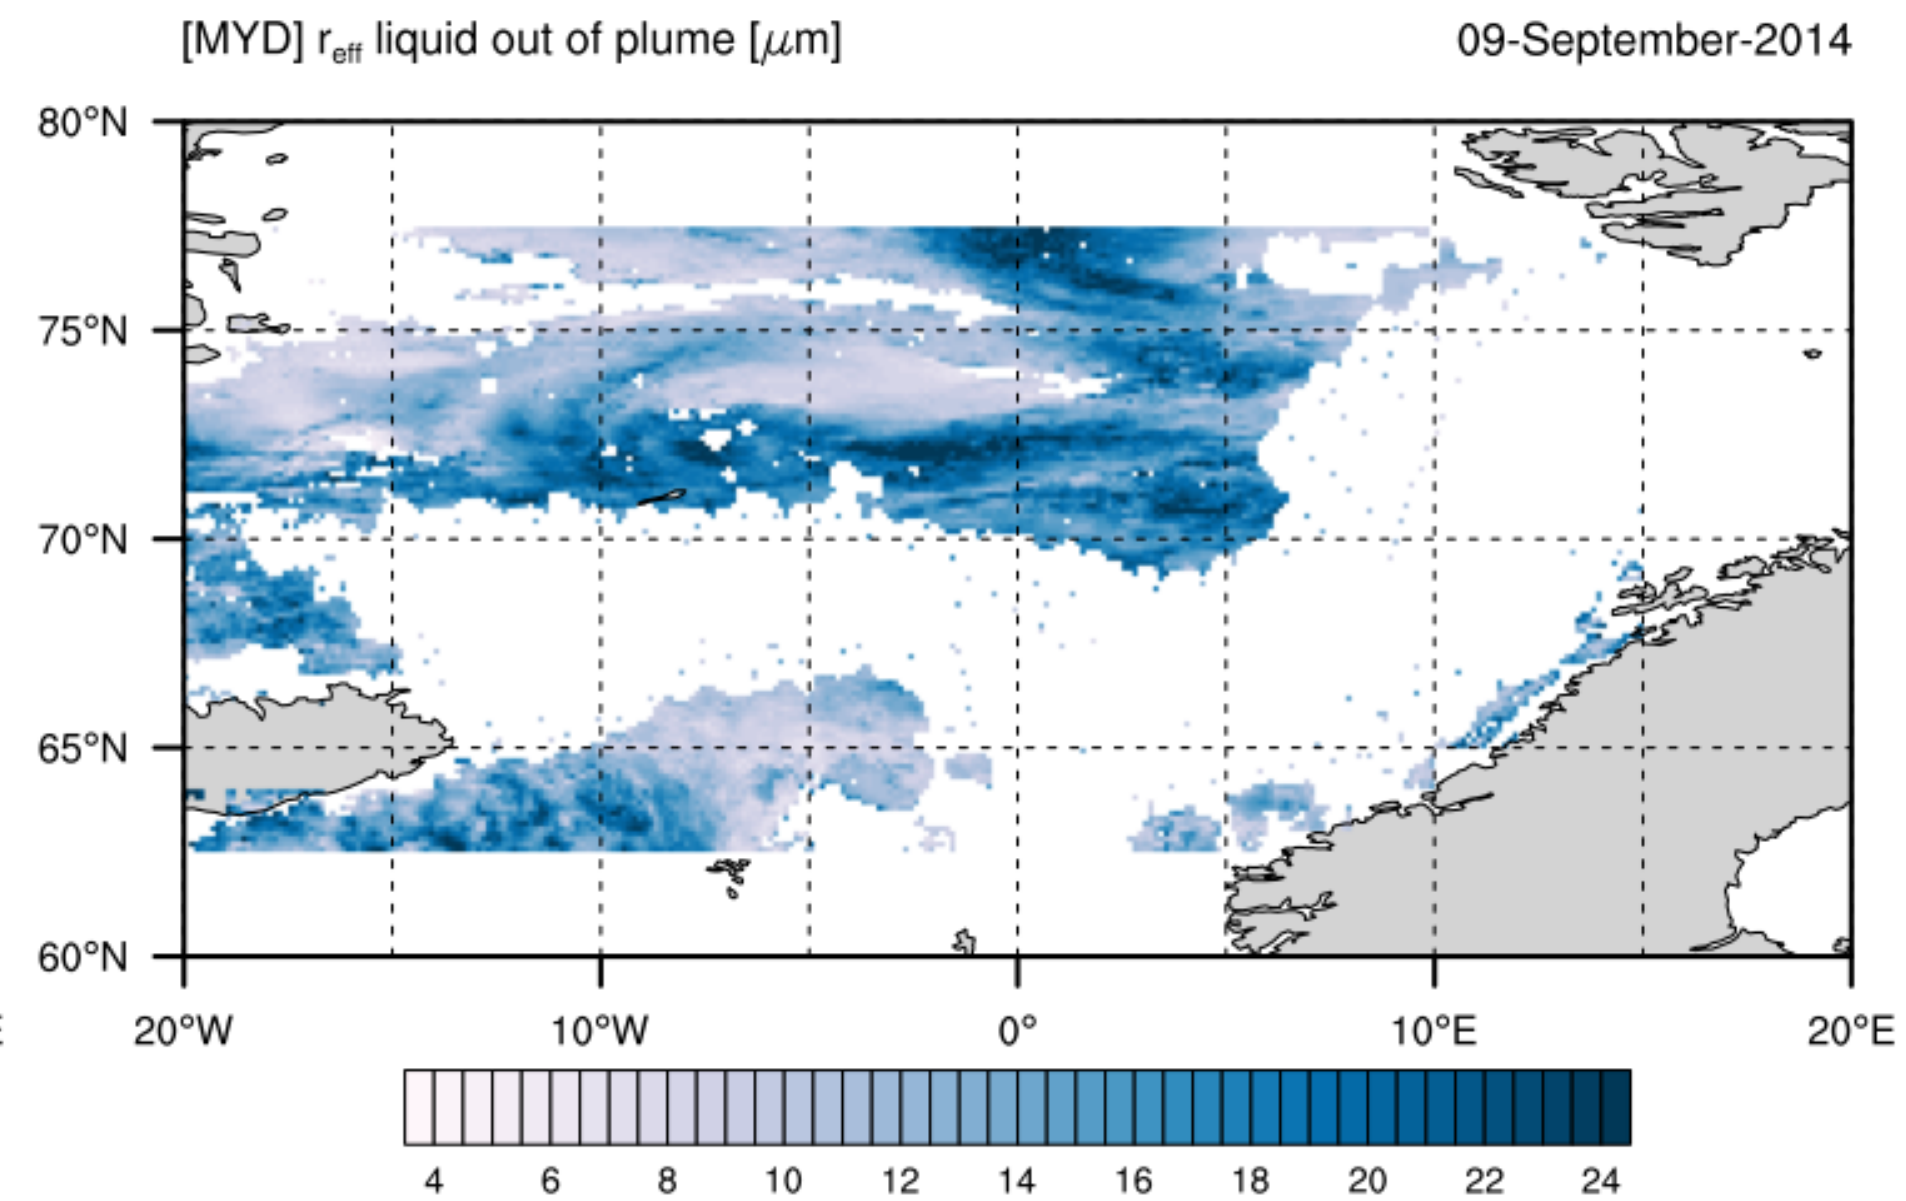 [MYD] reff liquid out of plume [μm]
09-September-2014
80°N
75°N
70°N
65°N
60°N
E
20°W 10°W 0° 10°E 20°E
4 6 8 10 12 14 16 18 20 22 24